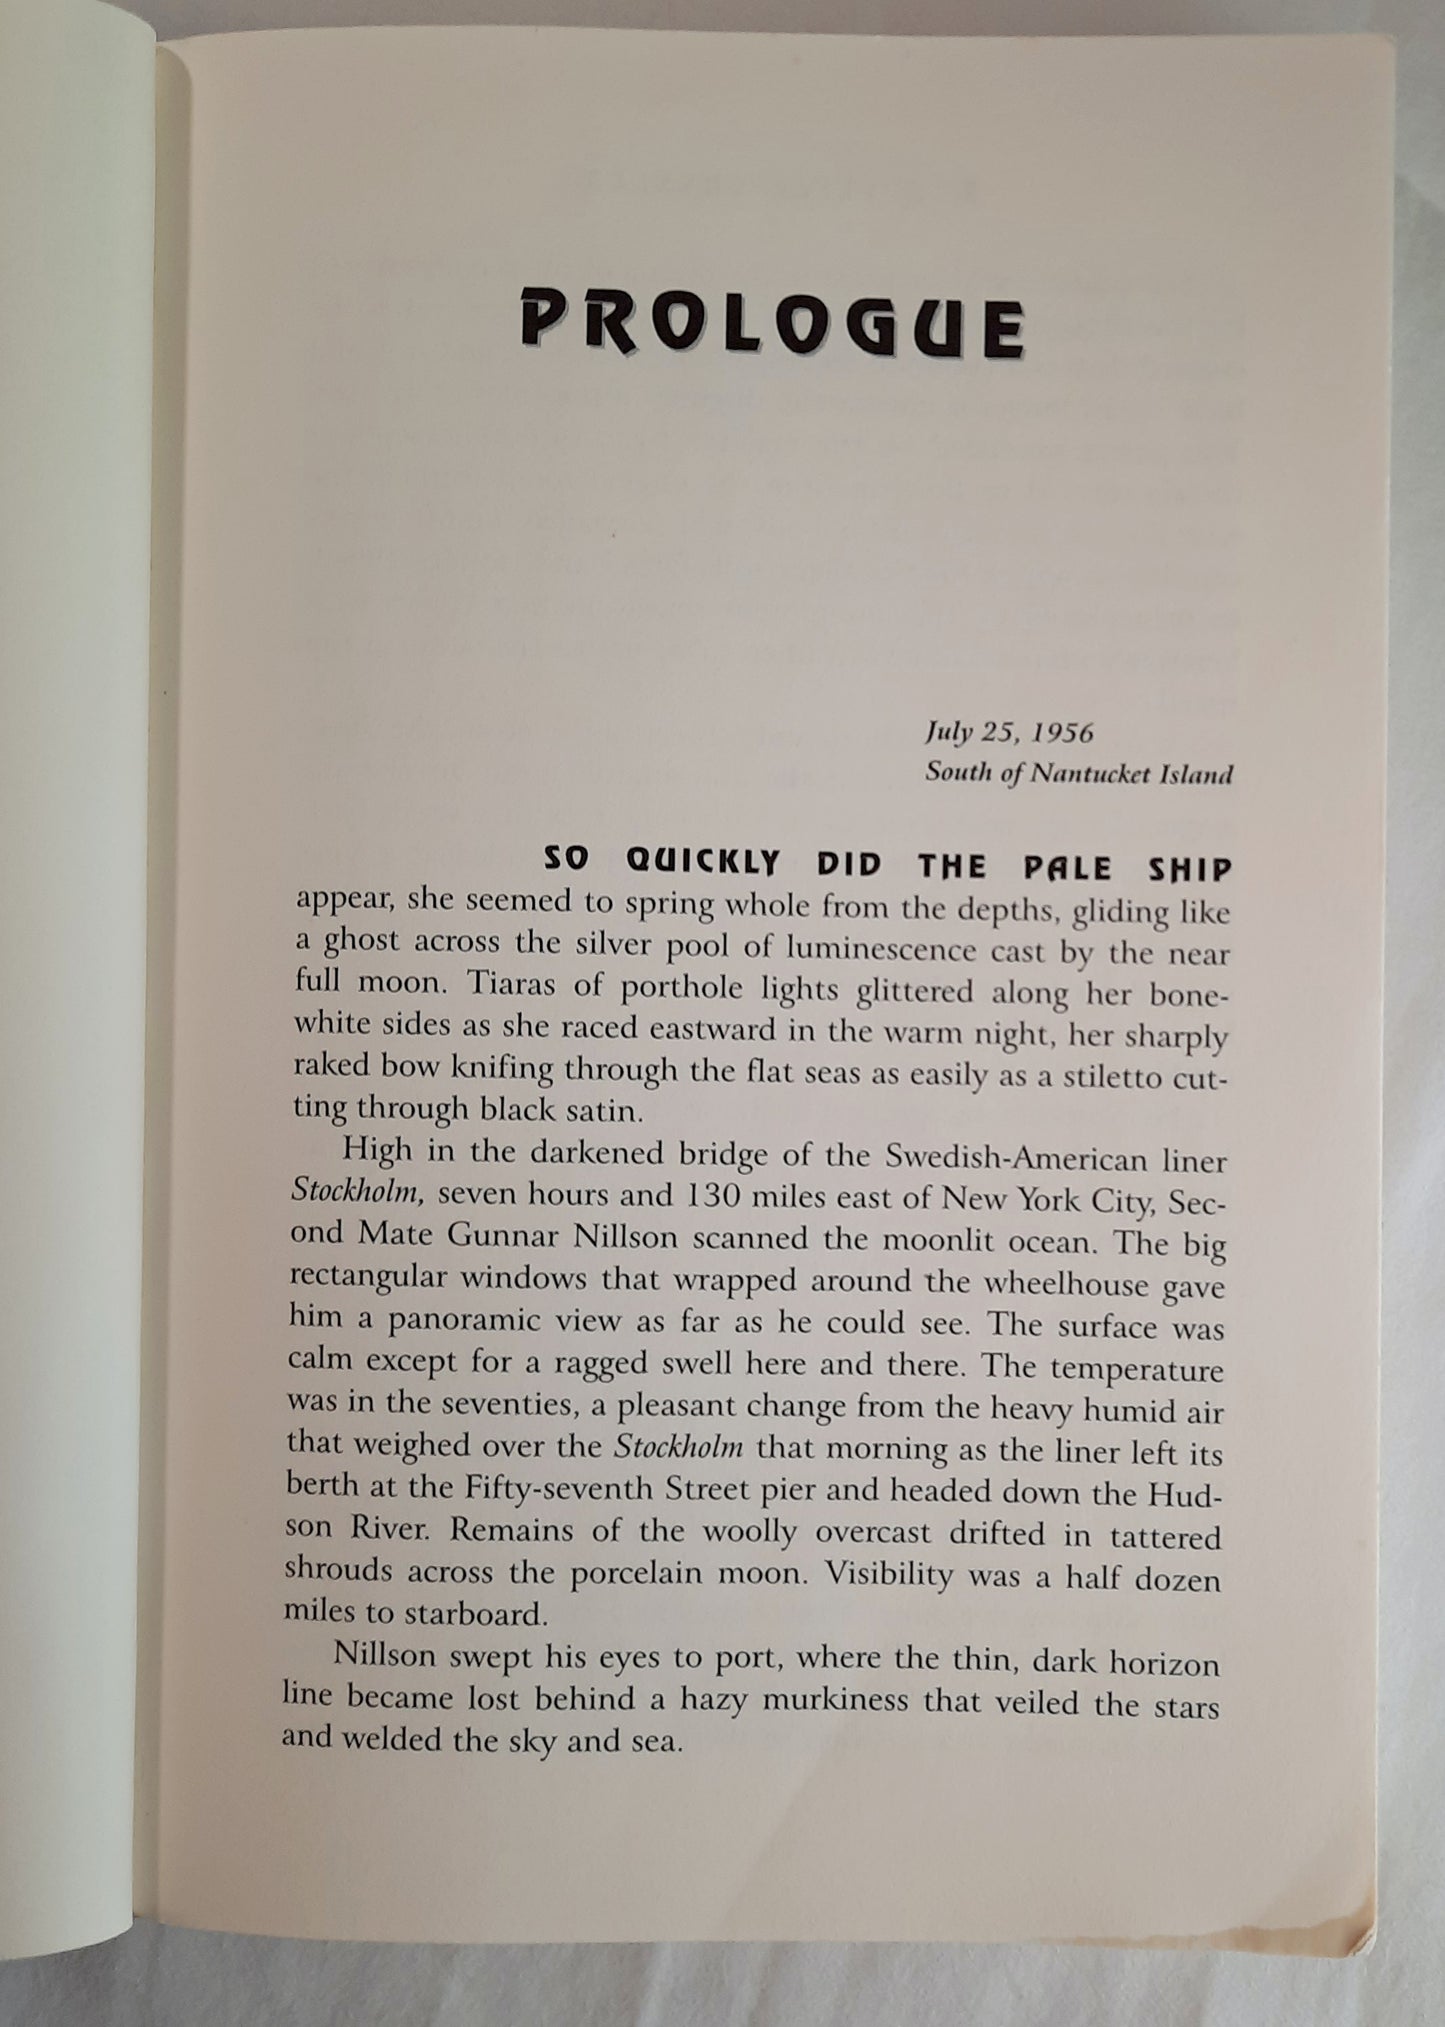 PROLOGUE
July 25, 1956
South of Nantucket Island
SO QUICKLY DID THE PALE SHIP
appear, she seemed to spring whole from the depths, gliding like
a ghost across the silver pool of luminescence cast by the near
full moon. Tiaras of porthole lights glittered along her bone-
white sides as she raced eastward in the warm night, her sharply
raked bow knifing through the flat seas as easily as a stiletto cut-
ting through black satin.
High in the darkened bridge of the Swedish-American liner
Stockholm, seven hours and 130 miles east of New York City, Sec-
ond Mate Gunnar Nillson scanned the moonlit ocean. The big
rectangular windows that wrapped around the wheelhouse gave
him a panoramic view as far as he could see. The surface was
calm except for a ragged swell here and there. The temperature
was in the seventies, a pleasant change from the heavy humid air
that weighed over the Stockholm that morning as the liner left its
berth at the Fifty-seventh Street pier and headed down the Hud-
son River. Remains of the woolly overcast drifted in tattered
shrouds across the porcelain moon. Visibility was a half dozen
miles to starboard.
Nillson swept his eyes to port, where the thin, dark horizon
line became lost behind a hazy murkiness that veiled the stars
and welded the sky and sea.